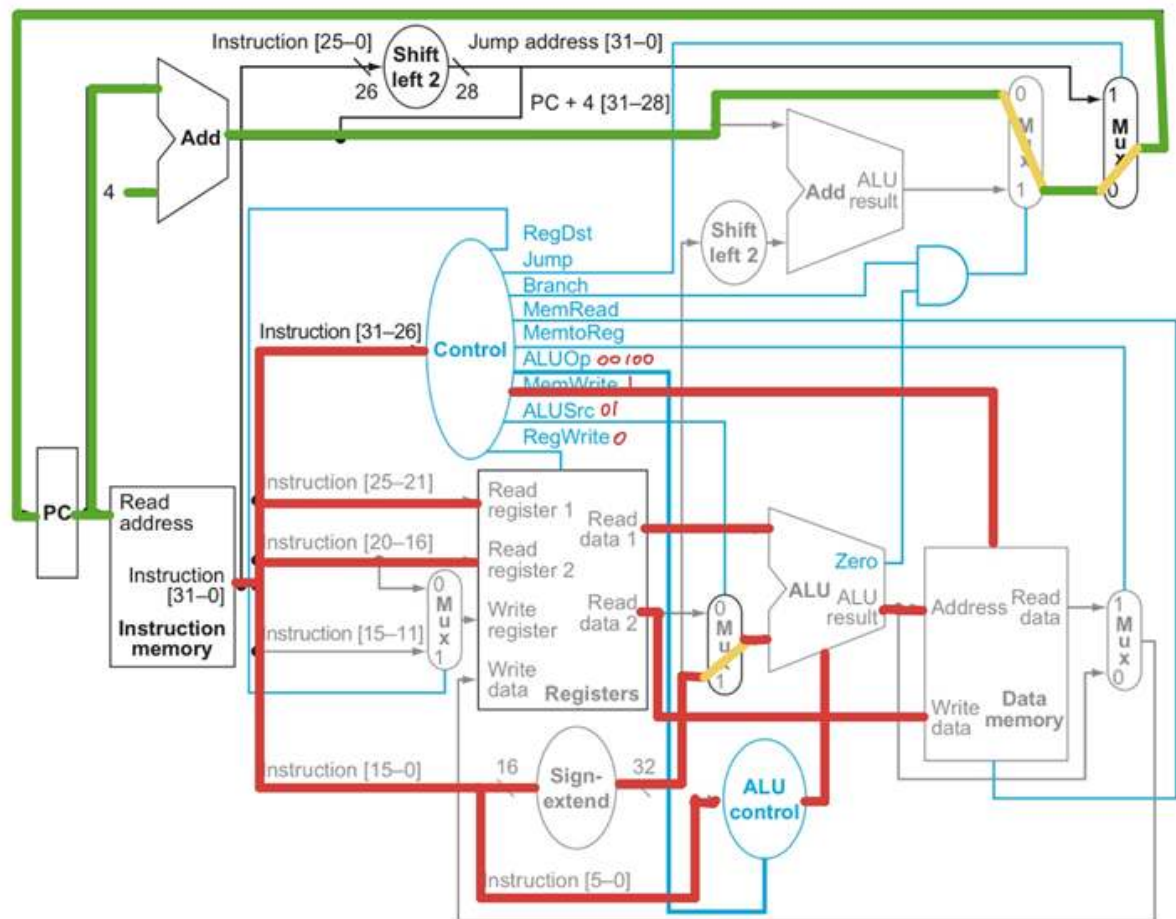 Instruction [25–0]
Jump address [31–0]
Shift
left 2
26
28
PC + 4 [31–28]
Add
4
0
Mux
1
1
Mux
0
Add
ALU
result
Shift
left 2
RegDst
Jump
Branch
MemRead
MemtoReg
ALUOp 00100
MemWrite 1
ALUSrc 01
RegWrite 0
Instruction [31–26]
Control
PC
Read
address
Instruction
[31–0]
Instruction
memory
Instruction [25–21]
Instruction [20–16]
Instruction [15–11]
0
Mux
1
Read
register 1
Read
register 2
Write
register
Write
data
Read
data 1
Read
data 2
Registers
0
Mux
1
Zero
ALU
ALU
result
Address
Read
data
Write
data
Data
memory
1
Mux
0
Instruction [15–0]
16
Sign-
extend
32
ALU
control
Instruction [5–0]